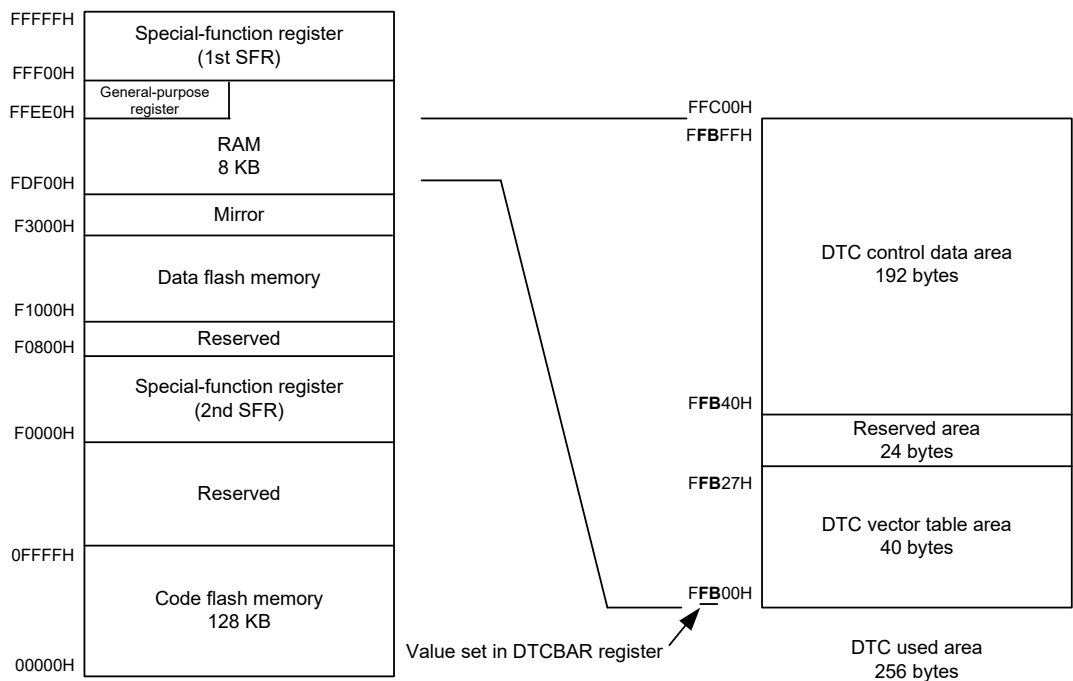 FFFFFH
Special-function register
(1st SFR)
FFF00H
General-purpose
register
FFEE0H
RAM
8 KB
FDF00H
Mirror
F3000H
Data flash memory
F1000H
Reserved
F0800H
Special-function register
(2nd SFR)
F0000H
Reserved
0FFFFH
Code flash memory
128 KB
00000H
FFC00H
FFBFFH
DTC control data area
192 bytes
FFB40H
Reserved area
24 bytes
FFB27H
DTC vector table area
40 bytes
FFB00H
Value set in DTCBAR register
DTC used area
256 bytes